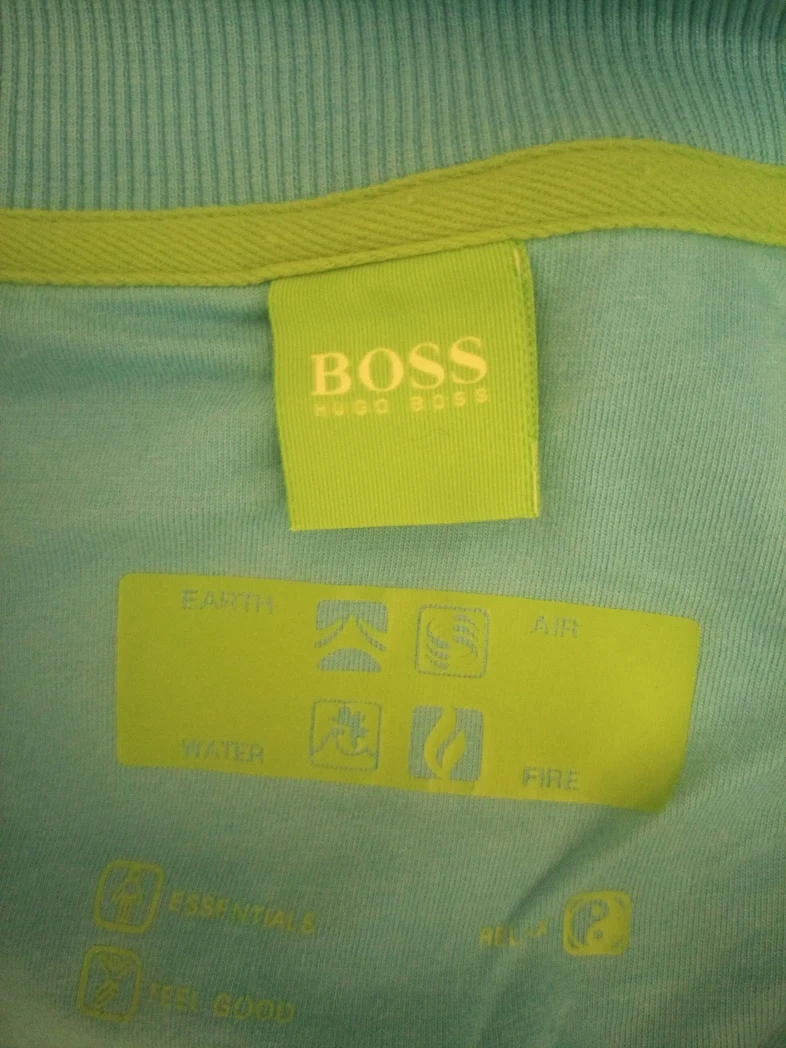 BOSS
HUGO BOSS
EARTH
AIR
WATER
FIRE
ESSENTIALS
RELAX
FEEL GOOD